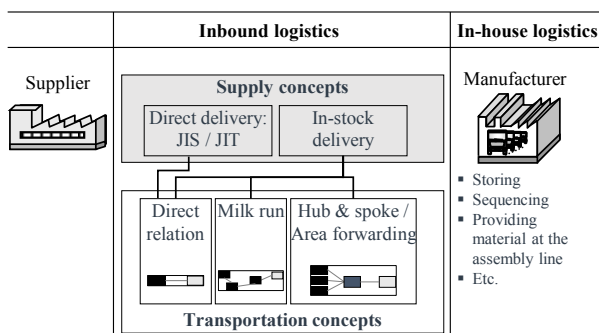 Inbound logistics
In-house logistics
Supplier
Supply concepts
Manufacturer
Direct delivery:
JIS / JIT
In-stock
delivery
Direct
relation
Milk run
Hub & spoke /
Area forwarding
Transportation concepts
▪ Storing
▪ Sequencing
▪ Providing
material at the
assembly line
▪ Etc.